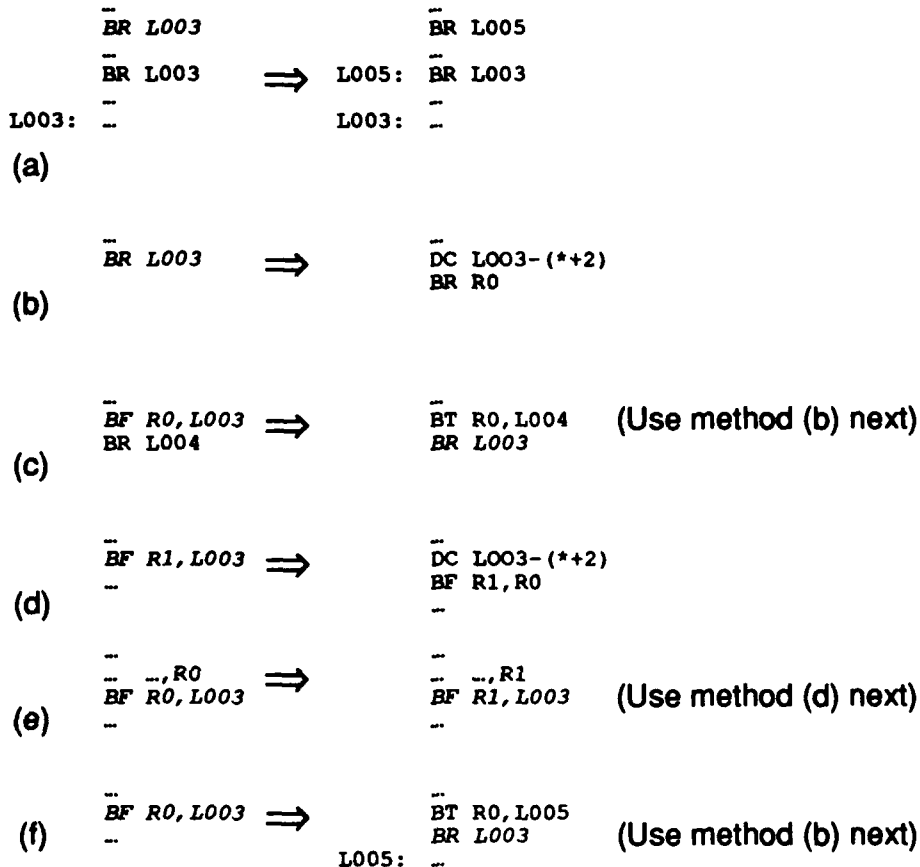 …            …
BR L003            BR L005
…            …
BR L003 ⟹ L005: BR L003
…            …
L003: …            L003: …
(a)
…            …
BR L003 ⟹ DC L003-(*+2)
BR R0
(b)
…            …
BF R0,L003 ⟹ BT R0,L004 (Use method (b) next)
BR L004            BR L003
(c)
…            …
BF R1,L003 ⟹ DC L003-(*+2)
…            BF R1,R0
(d)            …
…            …
… …,R0 ⟹ … …,R1
BF R0,L003            BF R1,L003 (Use method (d) next)
(e) …            …
…            …
BF R0,L003 ⟹ BT R0,L005
(f) …            BR L003 (Use method (b) next)
L005: …